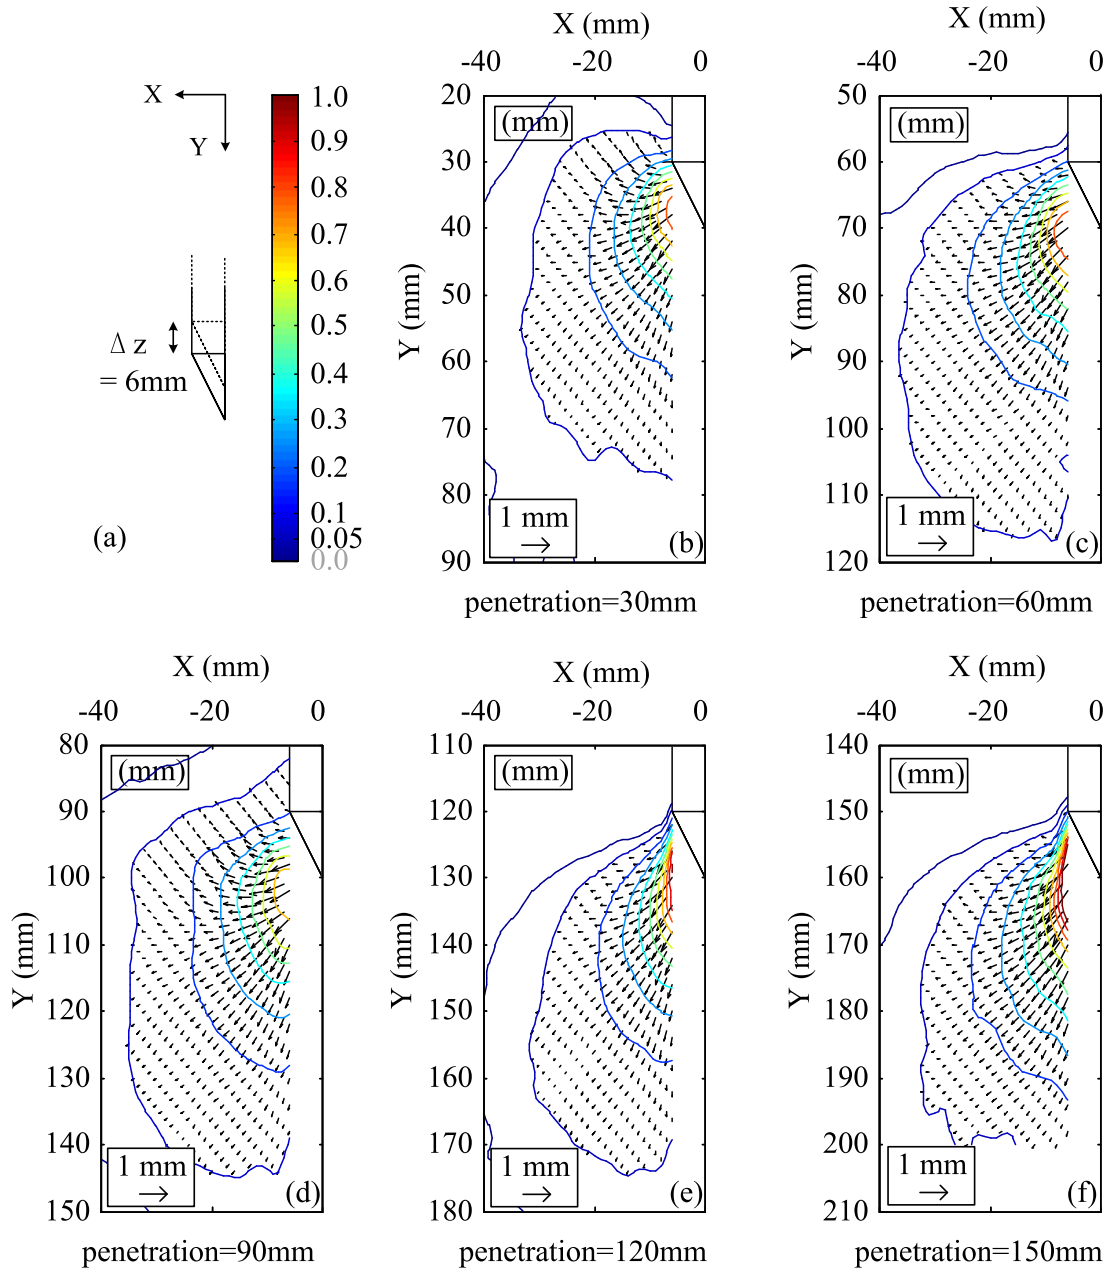 X
Y
Δ z
= 6mm
1.0
0.9
0.8
0.7
0.6
0.5
0.4
0.3
0.2
0.1
0.05
0.0
(a)
X (mm)
-40 -20 0
Y (mm)
20
30
40
50
60
70
80
90
(mm)
1 mm
(b)
penetration=30mm
X (mm)
-40 -20 0
Y (mm)
50
60
70
80
90
100
110
120
(mm)
1 mm
(c)
penetration=60mm
X (mm)
-40 -20 0
Y (mm)
80
90
100
110
120
130
140
150
(mm)
1 mm
(d)
penetration=90mm
X (mm)
-40 -20 0
Y (mm)
110
120
130
140
150
160
170
180
(mm)
1 mm
(e)
penetration=120mm
X (mm)
-40 -20 0
Y (mm)
140
150
160
170
180
190
200
210
(mm)
1 mm
(f)
penetration=150mm